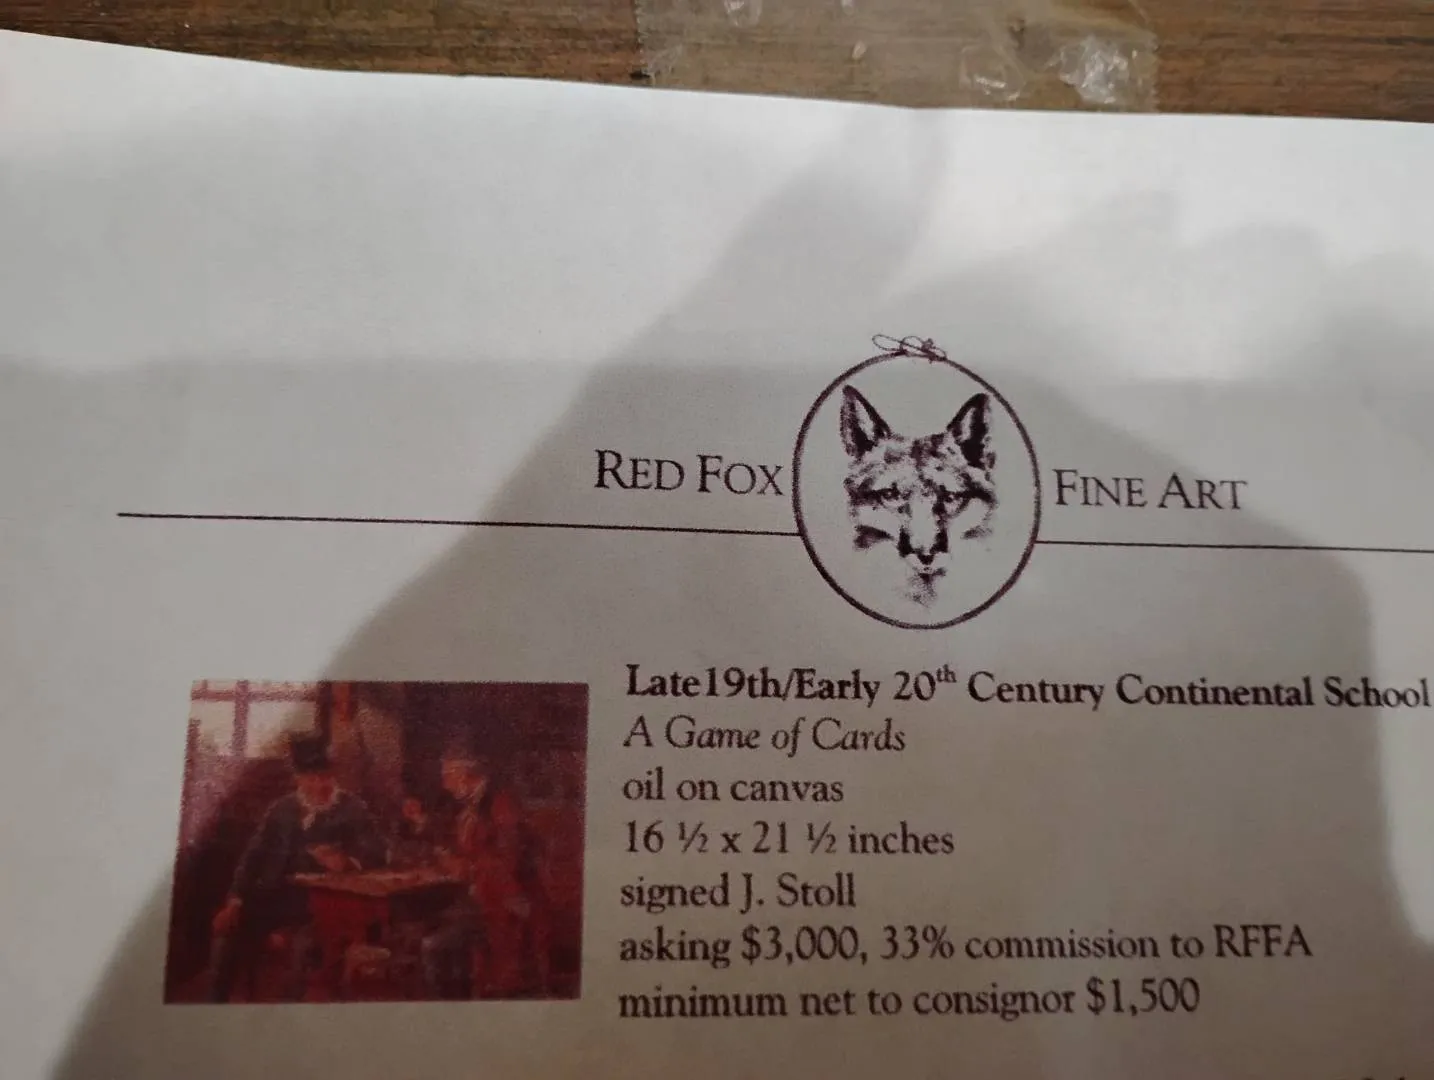 RED FOX FINE ART
Late19th/Early 20th Century Continental School
A Game of Cards
oil on canvas
16 ½ x 21 ½ inches
signed J. Stoll
asking $3,000, 33% commission to RFFA
minimum net to consignor $1,500